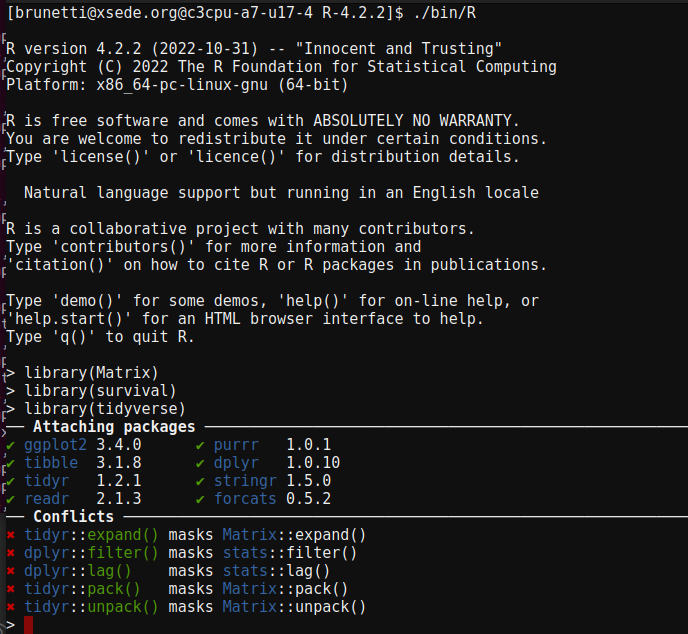 [brunetti@xsede.org@c3cpu-a7-u17-4 R-4.2.2]$ ./bin/R
R version 4.2.2 (2022-10-31) -- "Innocent and Trusting"
Copyright (C) 2022 The R Foundation for Statistical Computing
Platform: x86_64-pc-linux-gnu (64-bit)
R is free software and comes with ABSOLUTELY NO WARRANTY.
You are welcome to redistribute it under certain conditions.
Type 'license()' or 'licence()' for distribution details.
Natural language support but running in an English locale
R is a collaborative project with many contributors.
Type 'contributors()' for more information and
'citation()' on how to cite R or R packages in publications.
Type 'demo()' for some demos, 'help()' for on-line help, or
'help.start()' for an HTML browser interface to help.
Type 'q()' to quit R.
> library(Matrix)
> library(survival)
> library(tidyverse)
── Attaching packages ──
✔ ggplot2 3.4.0 ✔ purrr 1.0.1
✔ tibble 3.1.8 ✔ dplyr 1.0.10
✔ tidyr 1.2.1 ✔ stringr 1.5.0
✔ readr 2.1.3 ✔ forcats 0.5.2
── Conflicts ──
✖ tidyr::expand() masks Matrix::expand()
✖ dplyr::filter() masks stats::filter()
✖ dplyr::lag() masks stats::lag()
✖ tidyr::pack() masks Matrix::pack()
✖ tidyr::unpack() masks Matrix::unpack()
>